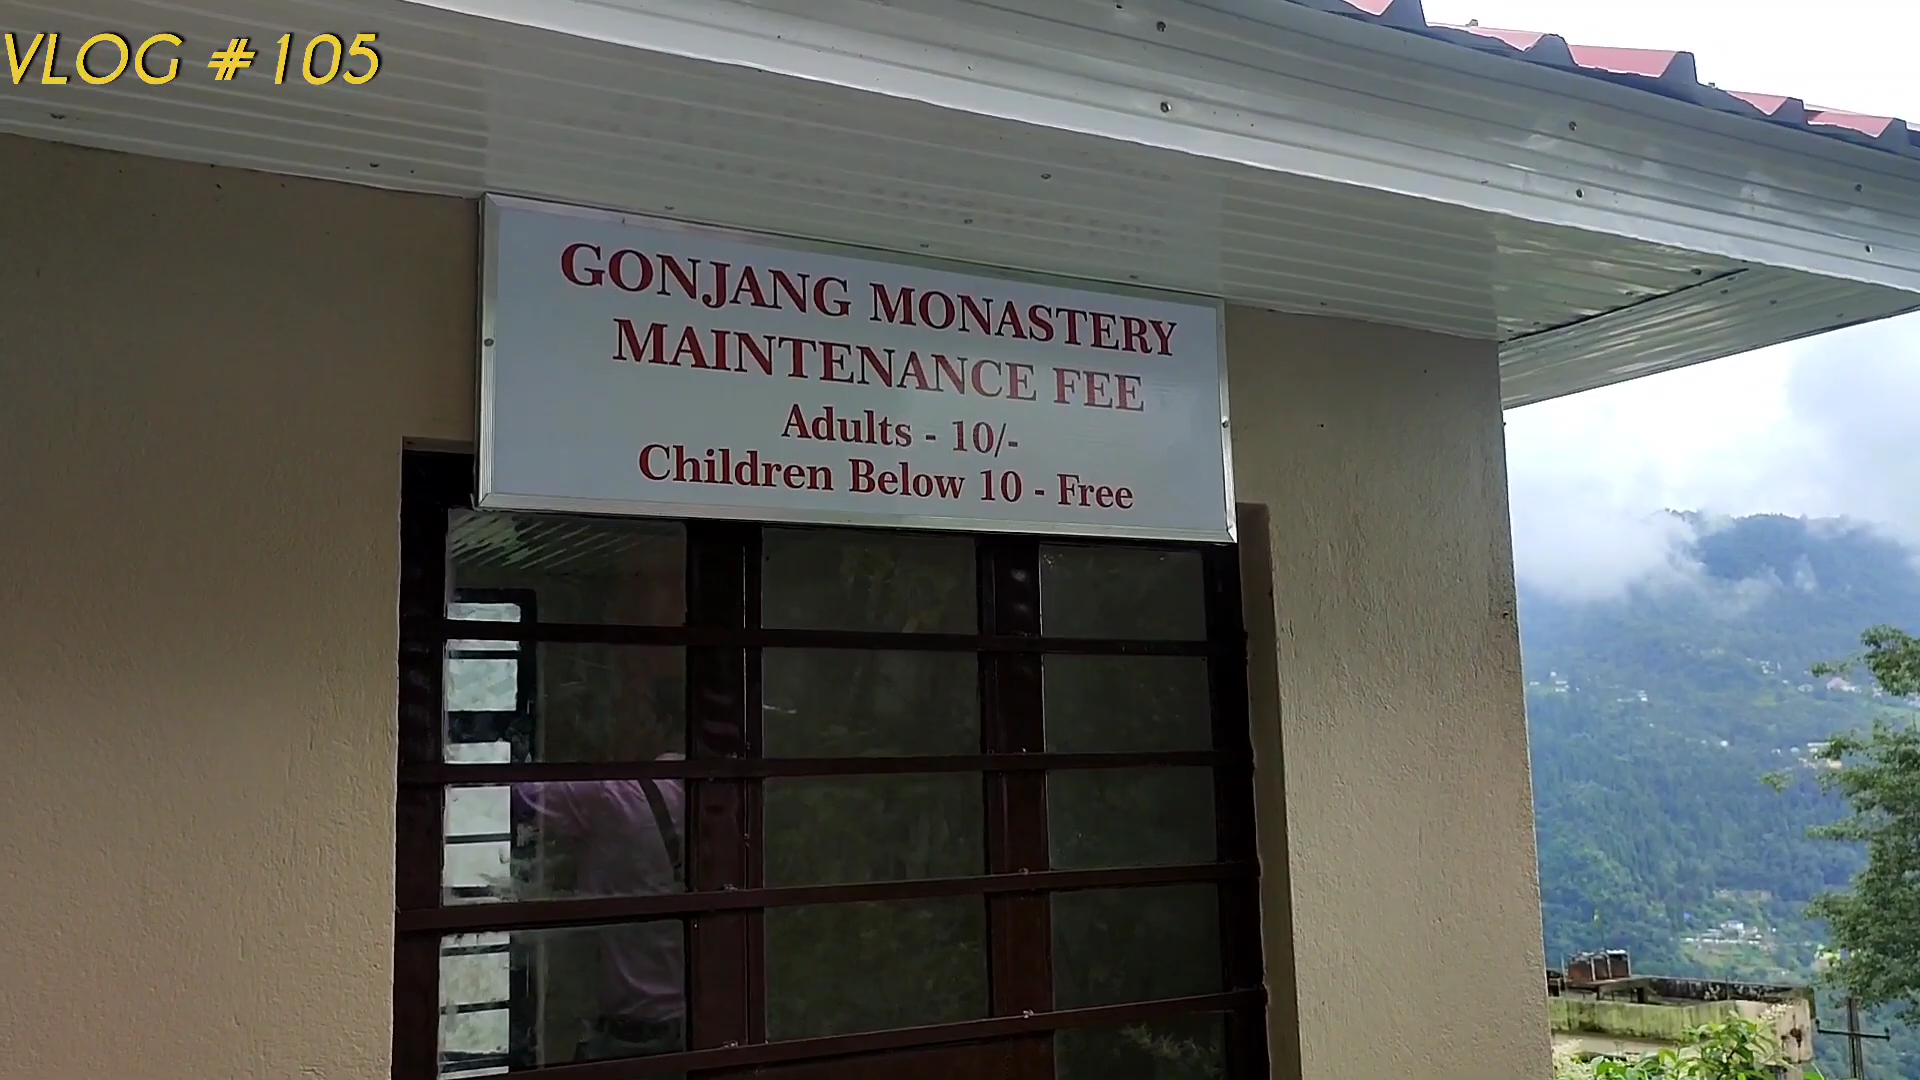 VLOG #105
GONJANG MONASTERY
MAINTENANCE FEE
Adults - 10/-
Children Below 10 - Free